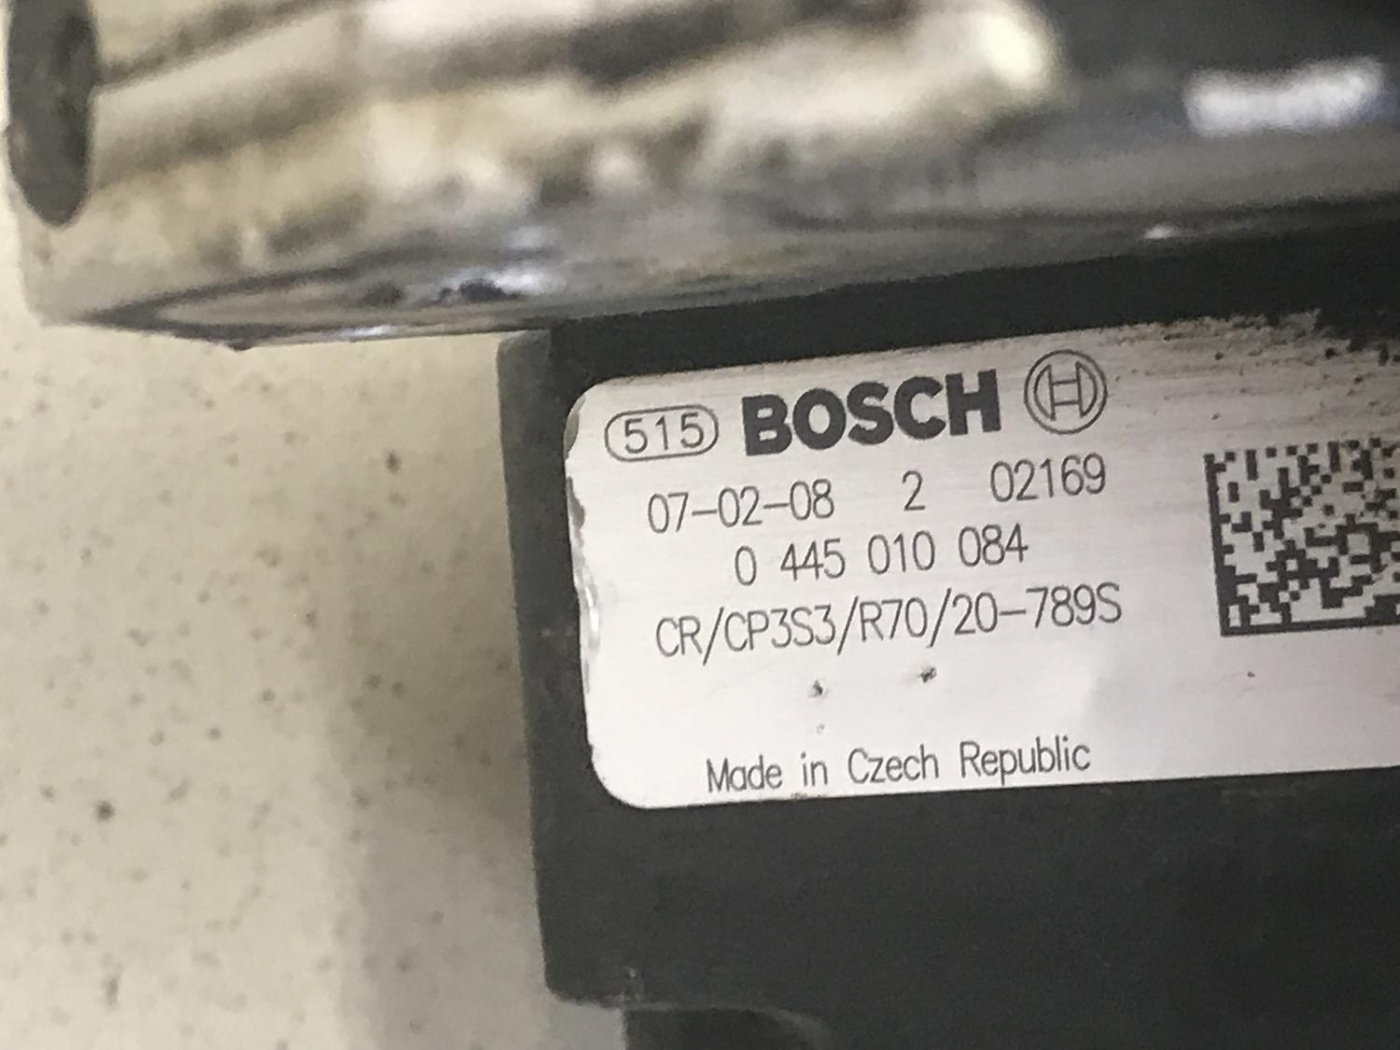 515 BOSCH
07-02-08 2 02169
0 445 010 084
CR/CP3S3/R70/20-789S
Made in Czech Republic